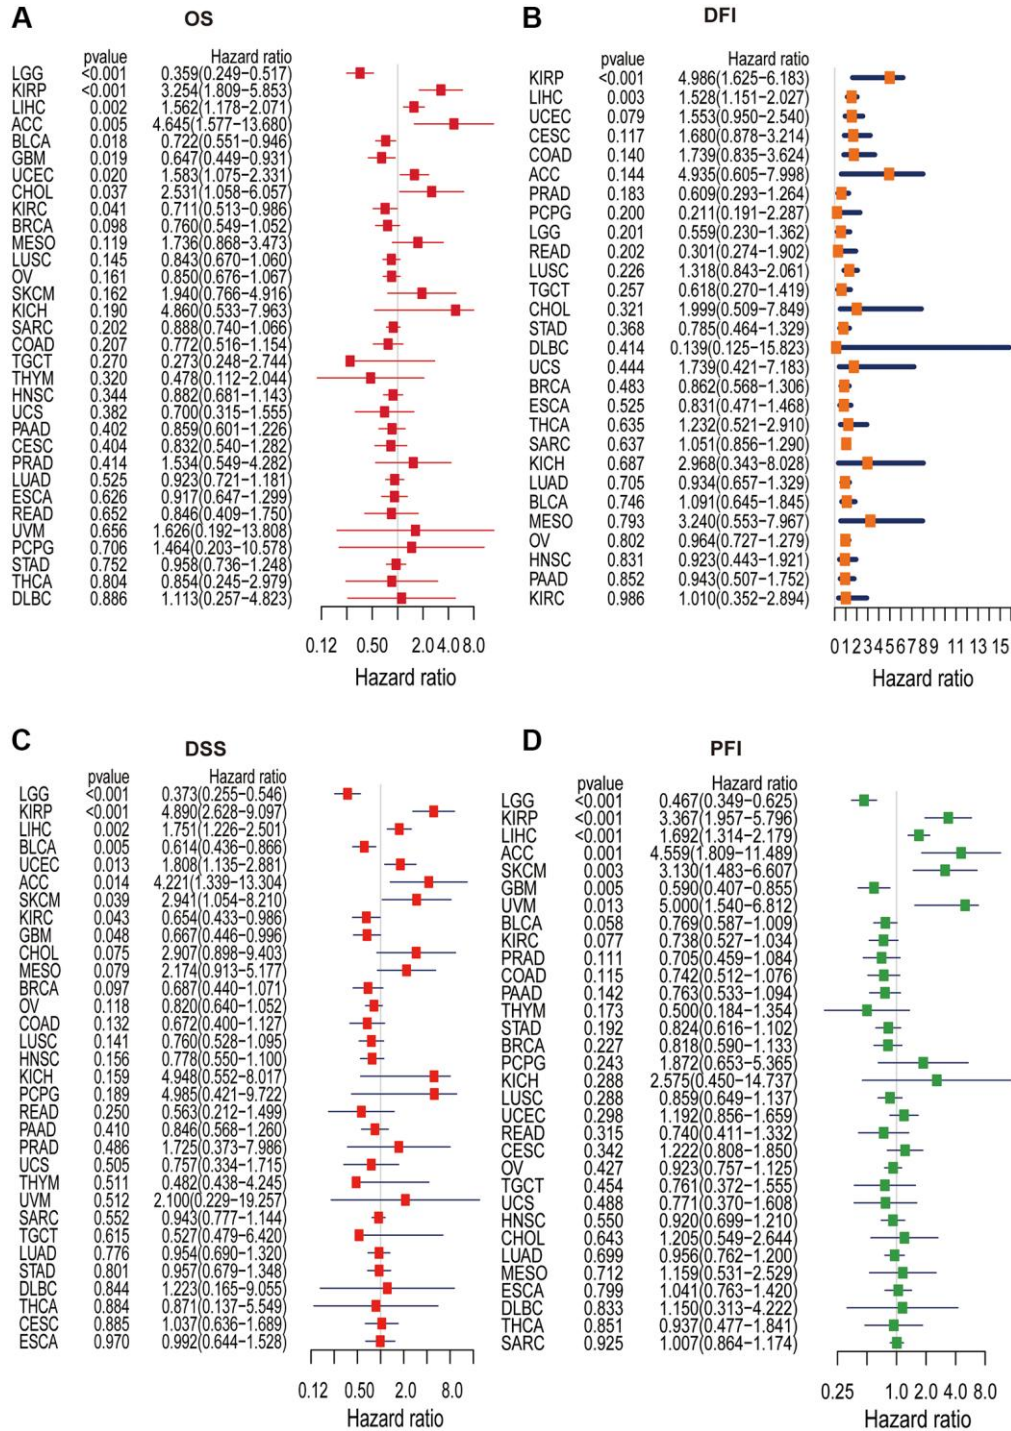 A
OS
pvalue Hazard ratio
LGG <0.001 0.359(0.249−0.517)
KIRP <0.001 3.254(1.809−5.853)
LIHC 0.002 1.562(1.178−2.071)
ACC 0.005 4.645(1.577−13.680)
BLCA 0.018 0.722(0.551−0.946)
GBM 0.019 0.647(0.449−0.931)
UCEC 0.020 1.583(1.075−2.331)
CHOL 0.037 2.531(1.058−6.057)
KIRC 0.041 0.711(0.513−0.986)
BRCA 0.098 0.760(0.549−1.052)
MESO 0.119 1.736(0.868−3.473)
LUSC 0.145 0.843(0.670−1.060)
OV 0.161 0.850(0.676−1.067)
SKCM 0.162 1.940(0.766−4.916)
KICH 0.190 4.860(0.533−7.963)
SARC 0.202 0.888(0.740−1.066)
COAD 0.207 0.772(0.516−1.154)
TGCT 0.270 0.273(0.248−2.744)
THYM 0.320 0.478(0.112−2.044)
HNSC 0.344 0.882(0.681−1.143)
UCS 0.382 0.700(0.315−1.555)
PAAD 0.402 0.859(0.601−1.226)
CESC 0.404 0.832(0.540−1.282)
PRAD 0.414 1.534(0.549−4.282)
LUAD 0.525 0.923(0.721−1.181)
ESCA 0.626 0.917(0.647−1.299)
READ 0.652 0.846(0.409−1.750)
UVM 0.656 1.626(0.192−13.808)
PCPG 0.706 1.464(0.203−10.578)
STAD 0.752 0.958(0.736−1.248)
THCA 0.804 0.854(0.245−2.979)
DLBC 0.886 1.113(0.257−4.823)
0.12 0.50 2.0 4.0 8.0
Hazard ratio
B
DFI
pvalue Hazard ratio
KIRP <0.001 4.986(1.625−6.183)
LIHC 0.003 1.528(1.151−2.027)
UCEC 0.079 1.553(0.950−2.540)
CESC 0.117 1.680(0.878−3.214)
COAD 0.140 1.739(0.835−3.624)
ACC 0.144 4.935(0.605−7.998)
PRAD 0.183 0.609(0.293−1.264)
PCPG 0.200 0.211(0.191−2.287)
LGG 0.201 0.559(0.230−1.362)
READ 0.202 0.301(0.274−1.902)
LUSC 0.226 1.318(0.843−2.061)
TGCT 0.257 0.618(0.270−1.419)
CHOL 0.321 1.999(0.509−7.849)
STAD 0.368 0.785(0.464−1.329)
DLBC 0.414 0.139(0.125−15.823)
UCS 0.444 1.739(0.421−7.183)
BRCA 0.483 0.862(0.568−1.306)
ESCA 0.525 0.831(0.471−1.468)
THCA 0.635 1.232(0.521−2.910)
SARC 0.637 1.051(0.856−1.290)
KICH 0.687 2.968(0.343−8.028)
LUAD 0.705 0.934(0.657−1.329)
BLCA 0.746 1.091(0.645−1.845)
MESO 0.793 3.240(0.553−7.967)
OV 0.802 0.964(0.727−1.279)
HNSC 0.831 0.923(0.443−1.921)
PAAD 0.852 0.943(0.507−1.752)
KIRC 0.986 1.010(0.352−2.894)
0 1 2 3 4 5 6 7 8 9 11 13 15
Hazard ratio
C
DSS
pvalue Hazard ratio
LGG <0.001 0.373(0.255−0.546)
KIRP <0.001 4.890(2.628−9.097)
LIHC 0.002 1.751(1.226−2.501)
BLCA 0.005 0.614(0.436−0.866)
UCEC 0.013 1.808(1.135−2.881)
ACC 0.014 4.221(1.339−13.304)
SKCM 0.039 2.941(1.054−8.210)
KIRC 0.043 0.654(0.433−0.986)
GBM 0.048 0.667(0.446−0.996)
CHOL 0.075 2.907(0.898−9.403)
MESO 0.079 2.174(0.913−5.177)
BRCA 0.097 0.687(0.440−1.071)
OV 0.118 0.820(0.640−1.052)
COAD 0.132 0.672(0.400−1.127)
LUSC 0.141 0.760(0.528−1.095)
HNSC 0.156 0.778(0.550−1.100)
KICH 0.159 4.948(0.552−8.017)
PCPG 0.189 4.985(0.421−9.722)
READ 0.250 0.563(0.212−1.499)
PAAD 0.410 0.846(0.568−1.260)
PRAD 0.486 1.725(0.373−7.986)
UCS 0.505 0.757(0.334−1.715)
THYM 0.511 0.482(0.438−4.245)
UVM 0.512 2.100(0.229−19.257)
SARC 0.552 0.943(0.777−1.144)
TGCT 0.615 0.527(0.479−6.420)
LUAD 0.776 0.954(0.690−1.320)
STAD 0.801 0.957(0.679−1.348)
DLBC 0.844 1.223(0.165−9.055)
THCA 0.884 0.871(0.137−5.549)
CESC 0.885 1.037(0.636−1.689)
ESCA 0.970 0.992(0.644−1.528)
0.12 0.50 2.0 8.0
Hazard ratio
D
PFI
pvalue Hazard ratio
LGG <0.001 0.467(0.349−0.625)
KIRP <0.001 3.367(1.957−5.796)
LIHC <0.001 1.692(1.314−2.179)
ACC 0.001 4.559(1.809−11.489)
SKCM 0.003 3.130(1.483−6.607)
GBM 0.005 0.590(0.407−0.855)
UVM 0.013 5.000(1.540−6.812)
BLCA 0.058 0.769(0.587−1.009)
KIRC 0.077 0.738(0.527−1.034)
PRAD 0.111 0.705(0.459−1.084)
COAD 0.115 0.742(0.512−1.076)
PAAD 0.142 0.763(0.533−1.094)
THYM 0.173 0.500(0.184−1.354)
STAD 0.192 0.824(0.616−1.102)
BRCA 0.227 0.818(0.590−1.133)
PCPG 0.243 1.872(0.653−5.365)
KICH 0.288 2.575(0.450−14.737)
LUSC 0.288 0.859(0.649−1.137)
UCEC 0.298 1.192(0.856−1.659)
READ 0.315 0.740(0.411−1.332)
CESC 0.342 1.222(0.808−1.850)
OV 0.427 0.923(0.757−1.125)
TGCT 0.454 0.761(0.372−1.555)
UCS 0.488 0.771(0.370−1.608)
HNSC 0.550 0.920(0.699−1.210)
CHOL 0.643 1.205(0.549−2.644)
LUAD 0.699 0.956(0.762−1.200)
MESO 0.712 1.159(0.531−2.529)
ESCA 0.799 1.041(0.763−1.420)
DLBC 0.833 1.150(0.313−4.222)
THCA 0.851 0.937(0.477−1.841)
SARC 0.925 1.007(0.864−1.174)
0.25 1.0 2.0 4.0 8.0
Hazard ratio